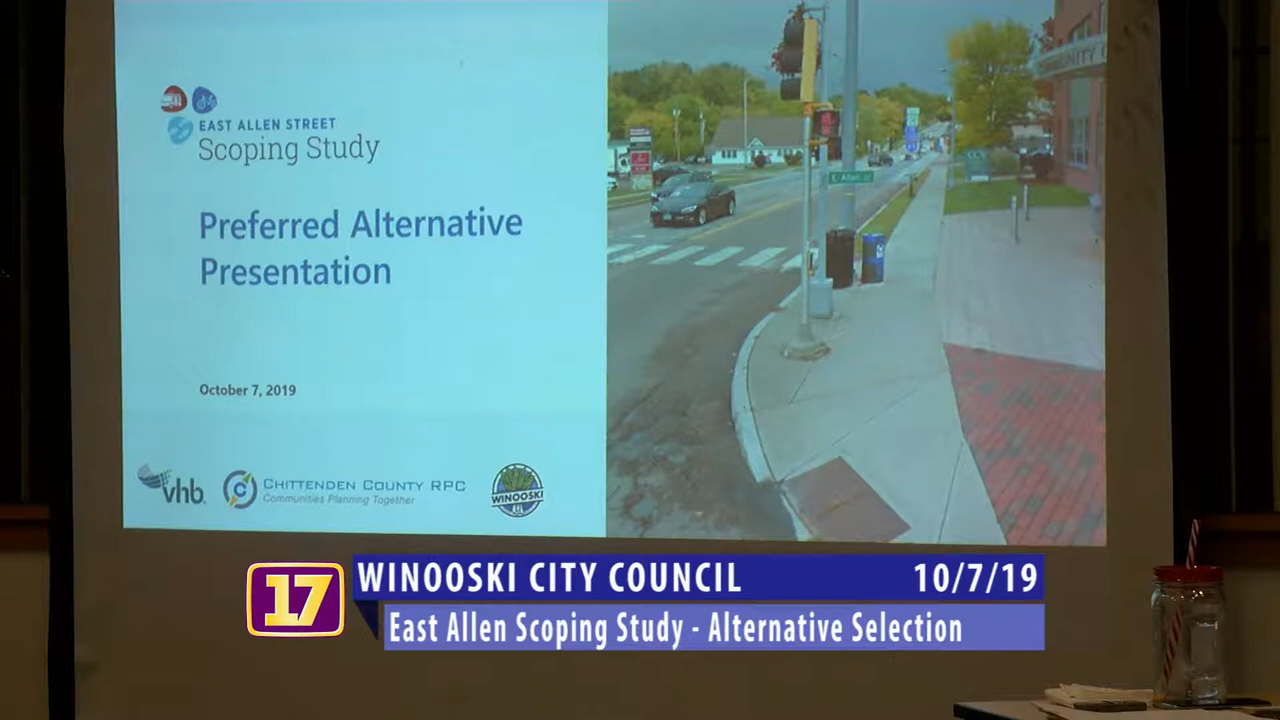 EAST ALLEN STREET
Scoping Study
Preferred Alternative
Presentation
October 7, 2019
vhb.
C
CHITTENDEN COUNTY RPC
Communities Planning Together
WINOOSKI
E Allen St
CCV
17
WINOOSKI CITY COUNCIL
10/7/19
East Allen Scoping Study - Alternative Selection